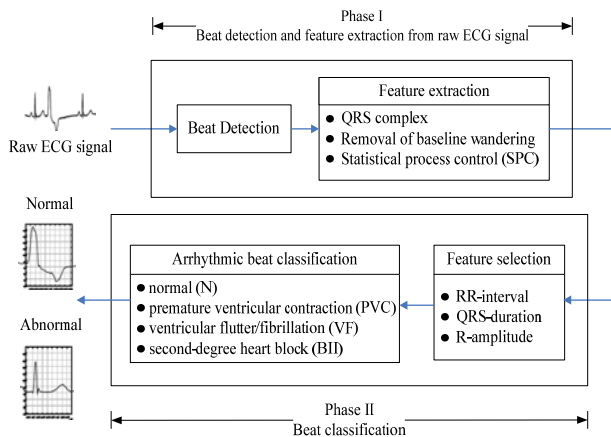 Phase I
Beat detection and feature extraction from raw ECG signal
Raw ECG signal
Beat Detection
Feature extraction
● QRS complex
● Removal of baseline wandering
● Statistical process control (SPC)
Normal
Abnormal
Arrhythmic beat classification
● normal (N)
● premature ventricular contraction (PVC)
● ventricular flutter/fibrillation (VF)
● second-degree heart block (BII)
Feature selection
● RR-interval
● QRS-duration
● R-amplitude
Phase II
Beat classification